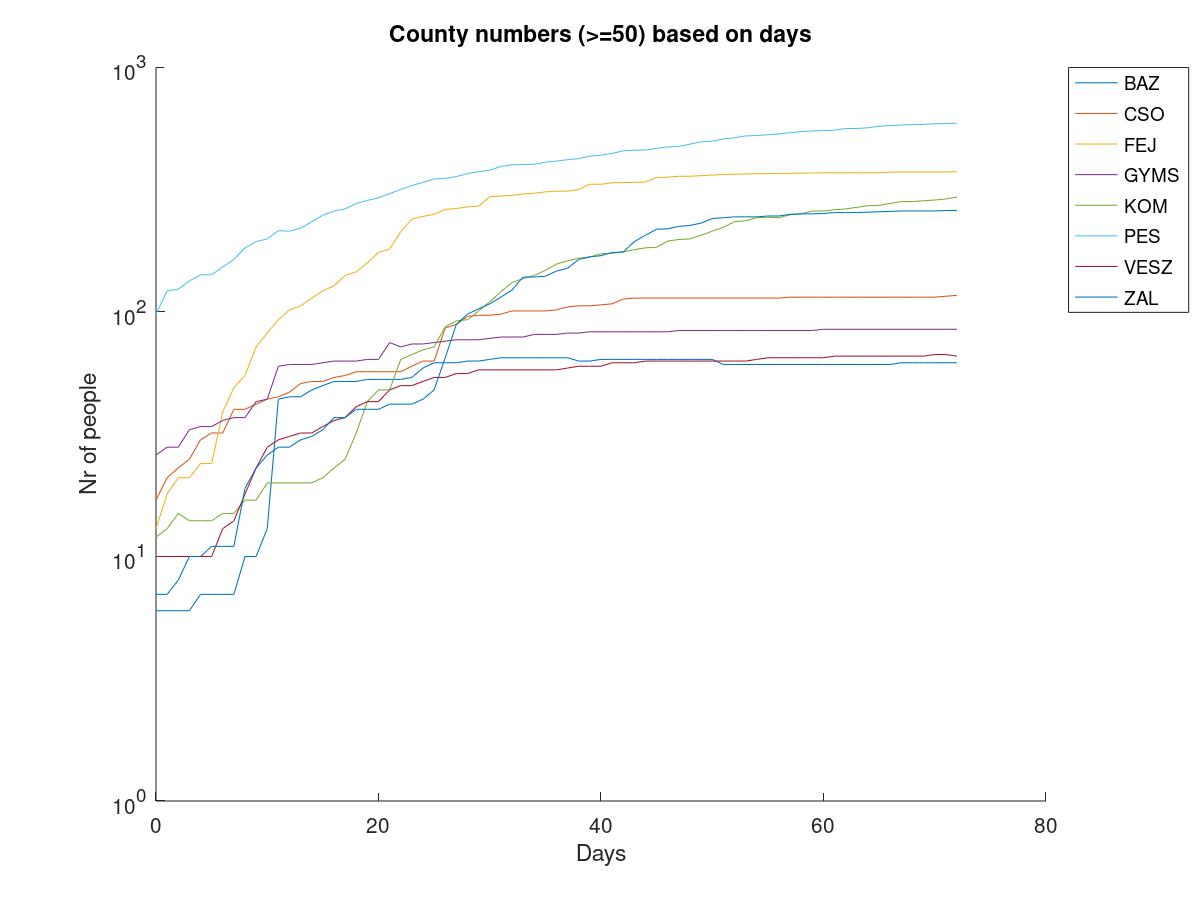 County numbers (>=50) based on days
10^3
10^2
10^1
10^0
Nr of people
0 20 40 60 80
Days
BAZ
CSO
FEJ
GYMS
KOM
PES
VESZ
ZAL